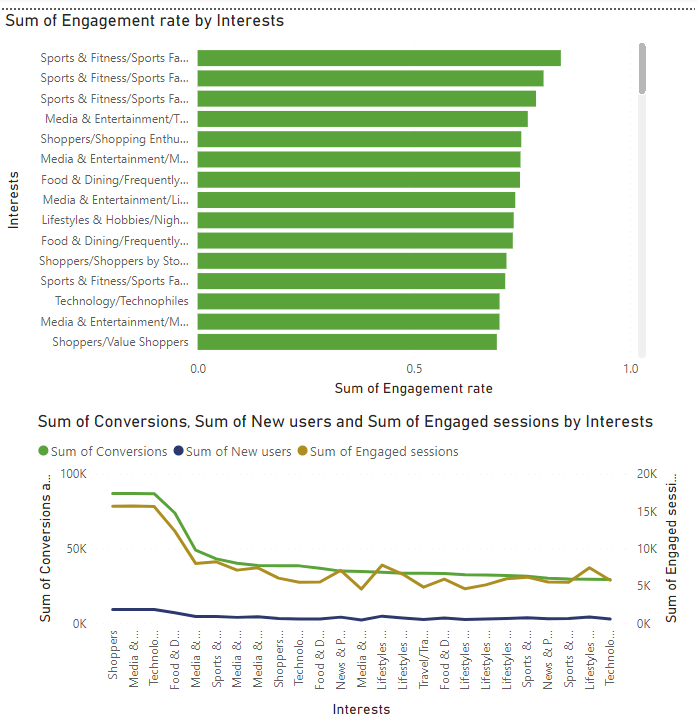 Sum of Engagement rate by Interests
Sports & Fitness/Sports Fa...
Sports & Fitness/Sports Fa...
Sports & Fitness/Sports Fa...
Media & Entertainment/T...
Shoppers/Shopping Enthu...
Media & Entertainment/M...
Food & Dining/Frequently...
Media & Entertainment/Li...
Lifestyles & Hobbies/Nigh...
Food & Dining/Frequently...
Shoppers/Shoppers by Sto...
Sports & Fitness/Sports Fa...
Technology/Technophiles
Media & Entertainment/M...
Shoppers/Value Shoppers
Interests
0.0 0.5 1.0
Sum of Engagement rate
Sum of Conversions, Sum of New users and Sum of Engaged sessions by Interests
Sum of Conversions Sum of New users Sum of Engaged sessions
100K
50K
0K
Sum of Conversions a...
20K
15K
10K
5K
0K
Sum of Engaged sessi...
Shoppers
Media & ...
Technolo...
Food & D...
Media & ...
Sports & ...
Media & ...
Media & ...
Shoppers...
Technolo...
Food & D...
News & P...
Media & ...
Lifestyles ...
Lifestyles ...
Travel/Tra...
Food & D...
Lifestyles ...
Lifestyles ...
Lifestyles ...
Sports & ...
News & P...
Sports & ...
Lifestyles ...
Technolo...
Interests